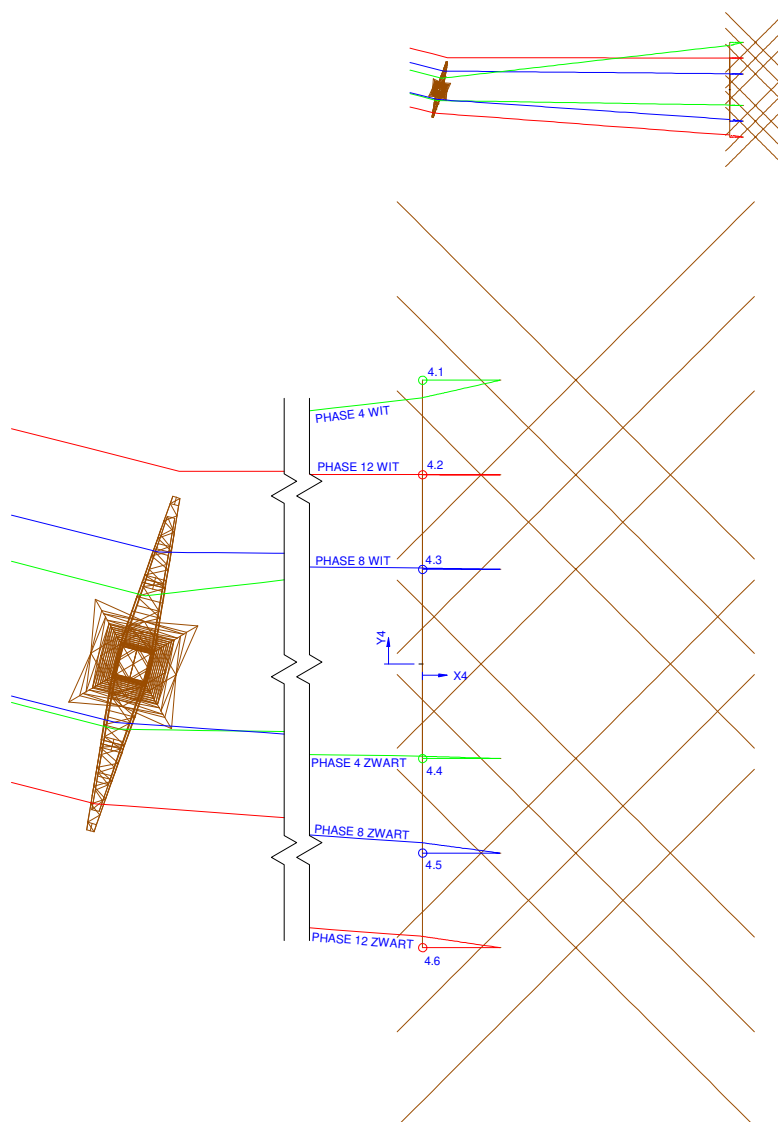 4.1
PHASE 4 WIT
PHASE 12 WIT
4.2
PHASE 8 WIT
4.3
Y4
X4
PHASE 4 ZWART
4.4
PHASE 8 ZWART
4.5
PHASE 12 ZWART
4.6